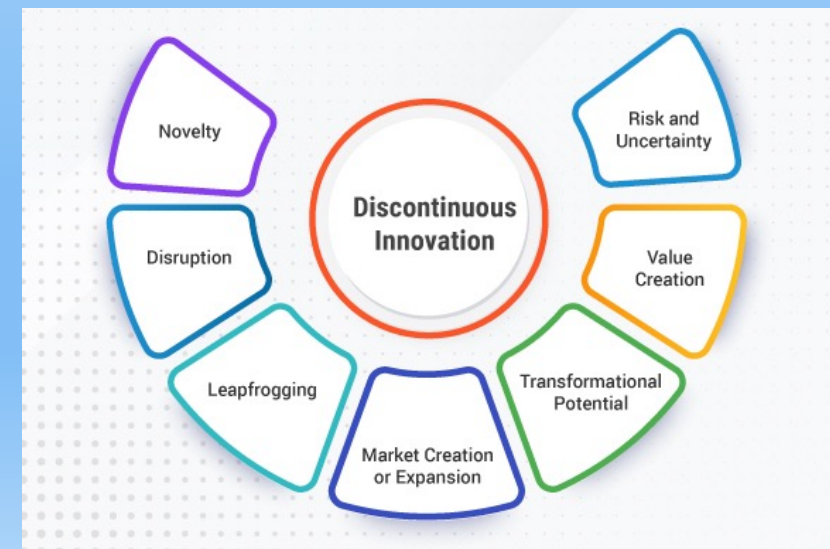 Discontinuous
Innovation
Novelty
Disruption
Leapfrogging
Market Creation
or Expansion
Transformational
Potential
Value
Creation
Risk and
Uncertainty